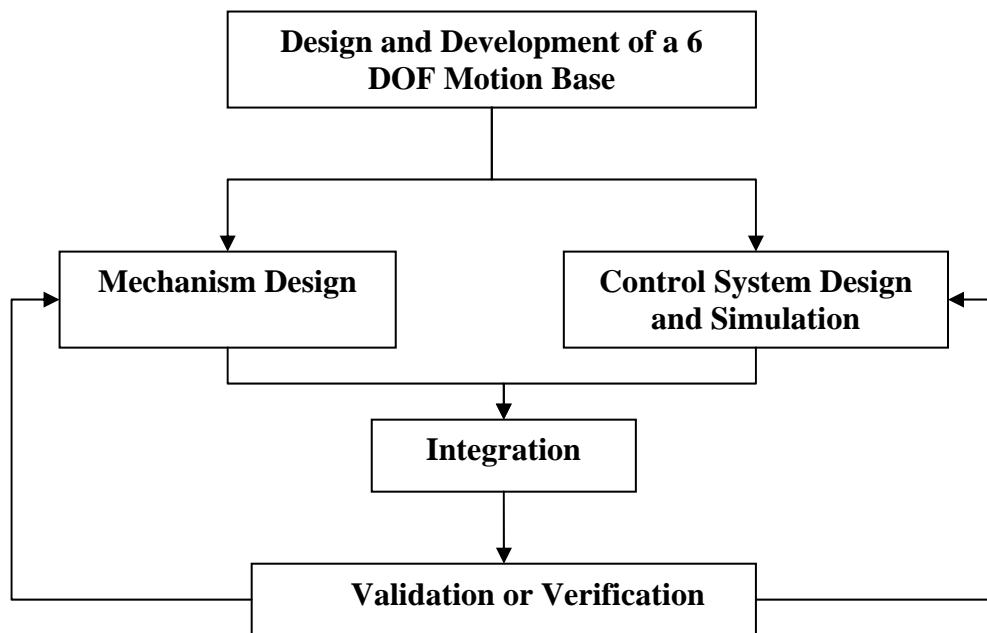 Design and Development of a 6
DOF Motion Base
Mechanism Design
Control System Design
and Simulation
Integration
Validation or Verification